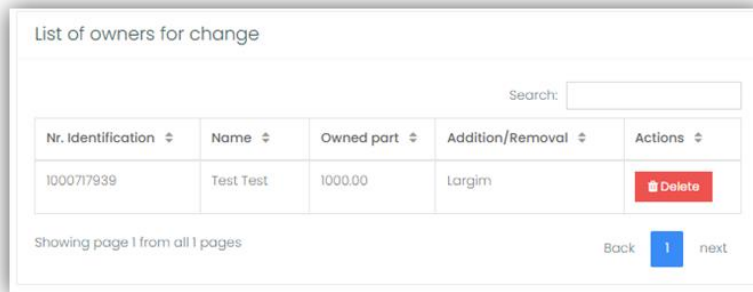 List of owners for change
Search:
Nr. Identification Name Owned part Addition/Removal Actions
1000717939 Test Test 1000.00 Largim Delete
Showing page 1 from all 1 pages Back 1 next